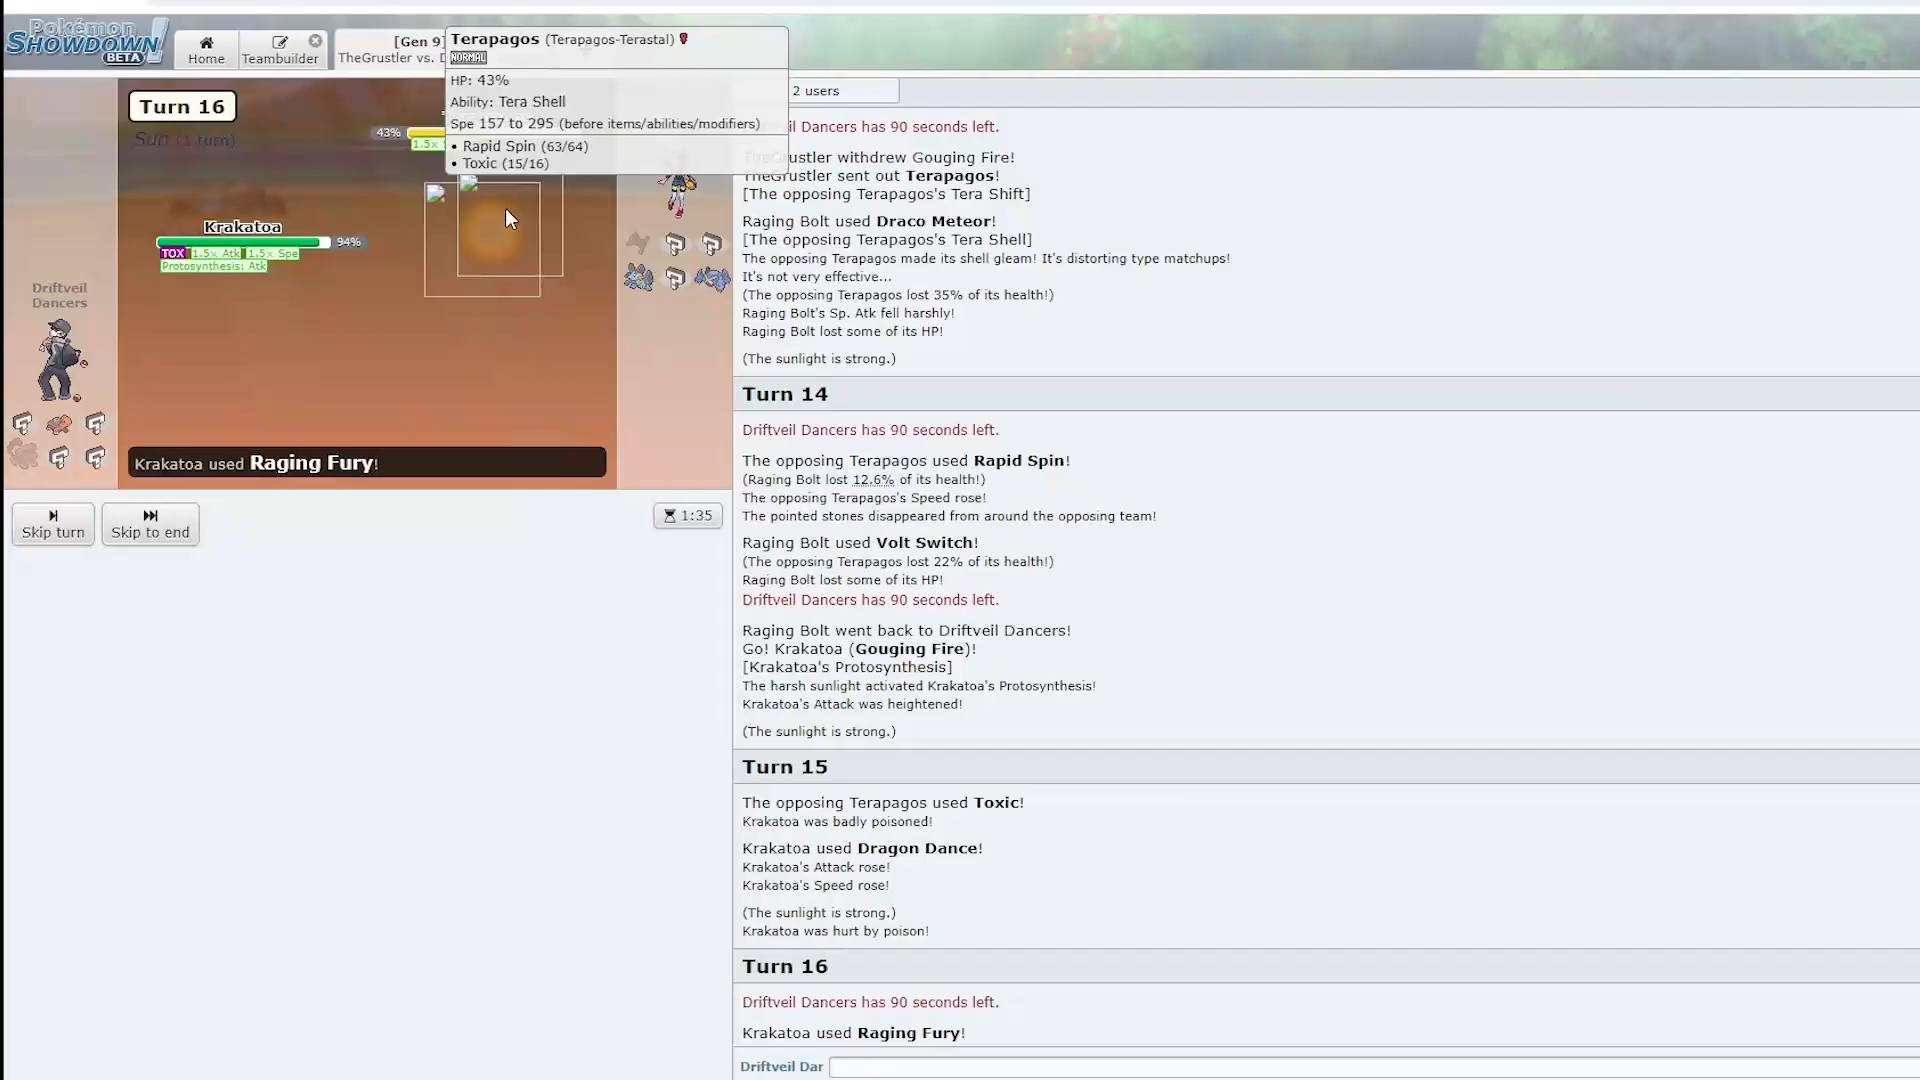 Pokémon
SHOWDOWN!
BETA
Home
Teambuilder
[Gen 9]
TheGrustler vs. D
Terapagos (Terapagos-Terastal)
NORMAL
HP: 43%
Ability: Tera Shell
Spe 157 to 295 (before items/abilities/modifiers)
• Rapid Spin (63/64)
• Toxic (15/16)
Turn 16
Sun (1 turn)
43%
1.5x
Krakatoa
94%
TOX 1.5x Atk 1.5x Spe
Protosynthesis: Atk
Driftveil
Dancers
Krakatoa used Raging Fury!
Skip turn
Skip to end
1:35
2 users
eil Dancers has 90 seconds left.
TheGrustler withdrew Gouging Fire!
TheGrustler sent out Terapagos!
[The opposing Terapagos's Tera Shift]
Raging Bolt used Draco Meteor!
[The opposing Terapagos's Tera Shell]
The opposing Terapagos made its shell gleam! It's distorting type matchups!
It's not very effective...
(The opposing Terapagos lost 35% of its health!)
Raging Bolt's Sp. Atk fell harshly!
Raging Bolt lost some of its HP!
(The sunlight is strong.)
Turn 14
Driftveil Dancers has 90 seconds left.
The opposing Terapagos used Rapid Spin!
(Raging Bolt lost 12.6% of its health!)
The opposing Terapagos's Speed rose!
The pointed stones disappeared from around the opposing team!
Raging Bolt used Volt Switch!
(The opposing Terapagos lost 22% of its health!)
Raging Bolt lost some of its HP!
Driftveil Dancers has 90 seconds left.
Raging Bolt went back to Driftveil Dancers!
Go! Krakatoa (Gouging Fire)!
[Krakatoa's Protosynthesis]
The harsh sunlight activated Krakatoa's Protosynthesis!
Krakatoa's Attack was heightened!
(The sunlight is strong.)
Turn 15
The opposing Terapagos used Toxic!
Krakatoa was badly poisoned!
Krakatoa used Dragon Dance!
Krakatoa's Attack rose!
Krakatoa's Speed rose!
(The sunlight is strong.)
Krakatoa was hurt by poison!
Turn 16
Driftveil Dancers has 90 seconds left.
Krakatoa used Raging Fury!
Driftveil Dar